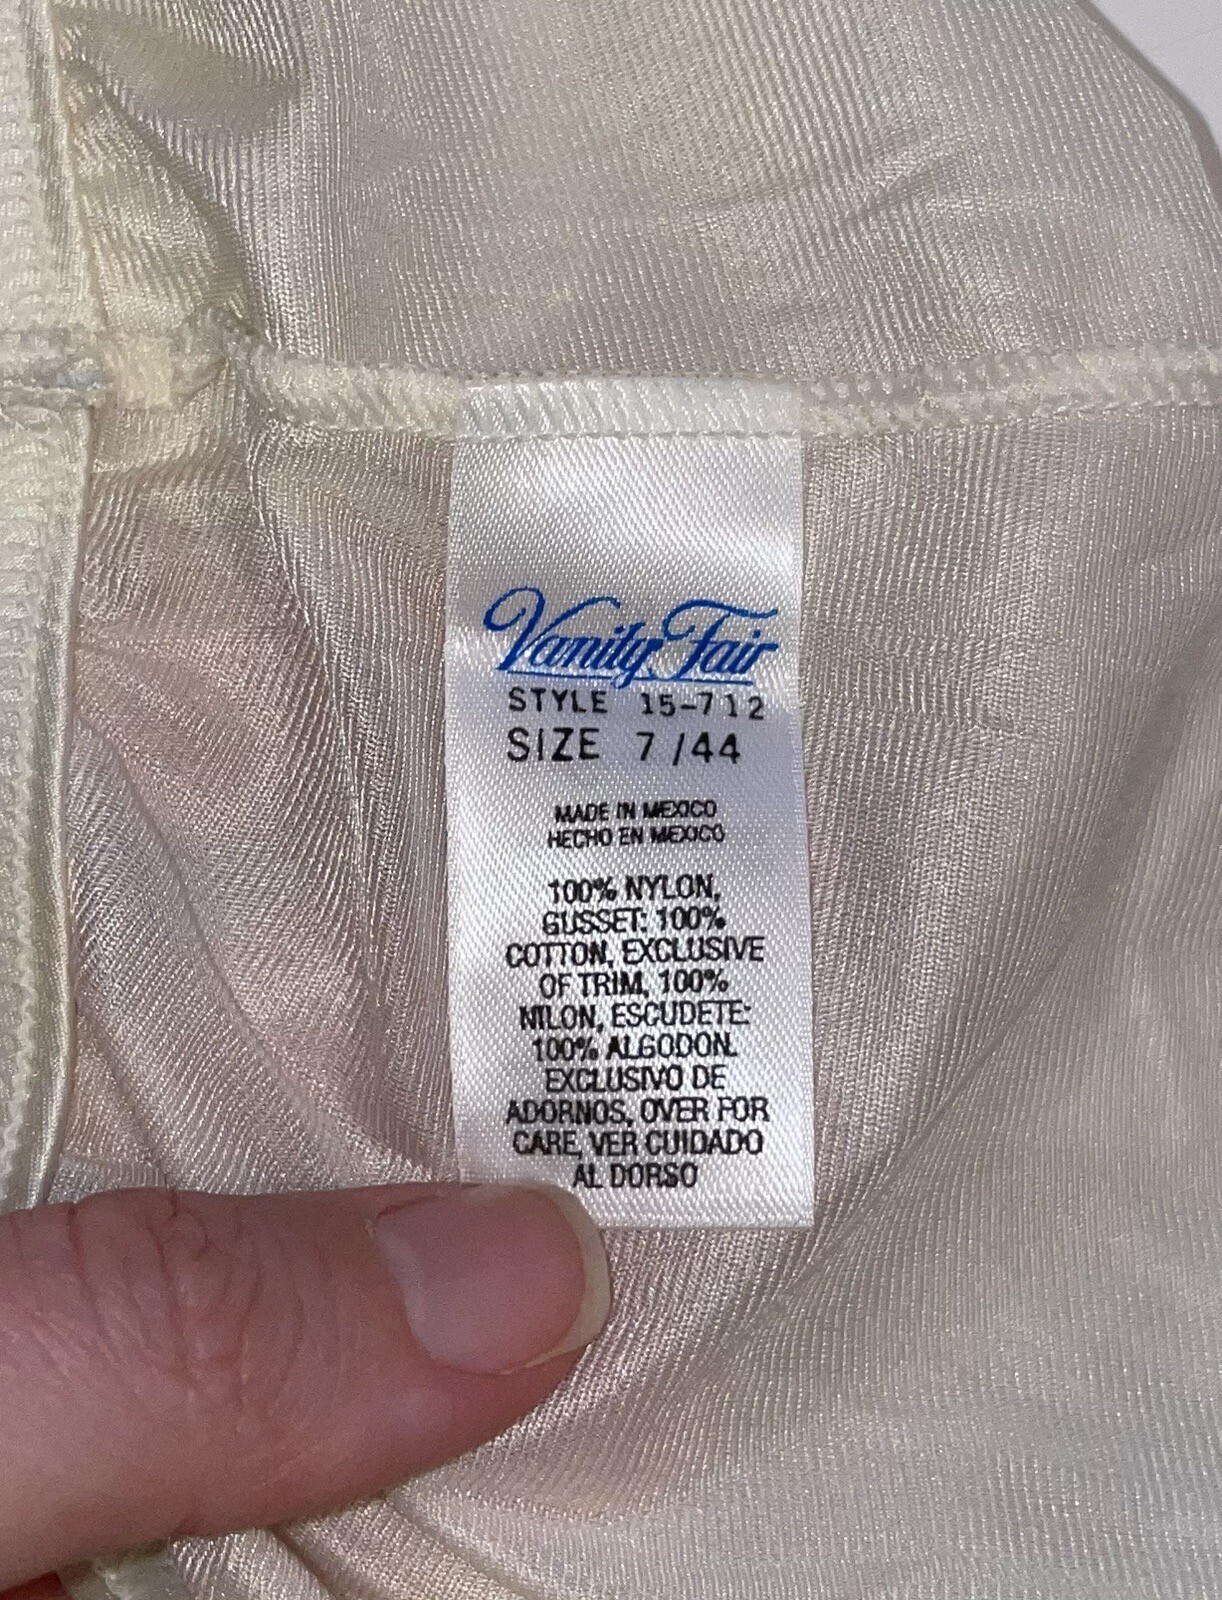 Vanity Fair
STYLE 15-712
SIZE 7/44
MADE IN MEXICO
HECHO EN MEXICO
100% NYLON,
GUSSET: 100%
COTTON, EXCLUSIVE
OF TRIM, 100%
NILON, ESCUDETE:
100% ALGODON.
EXCLUSIVO DE
ADORNOS, OVER FOR
CARE, VER CUIDADO
AL DORSO